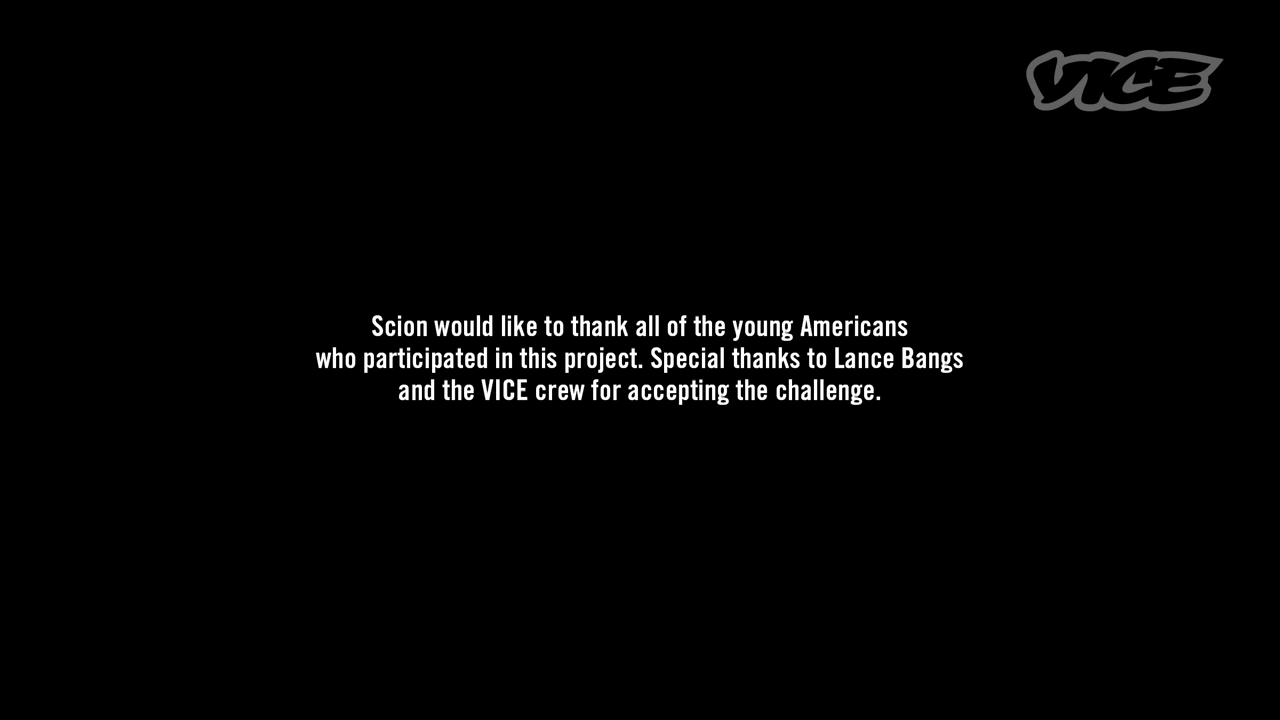 VICE
Scion would like to thank all of the young Americans
who participated in this project. Special thanks to Lance Bangs
and the VICE crew for accepting the challenge.